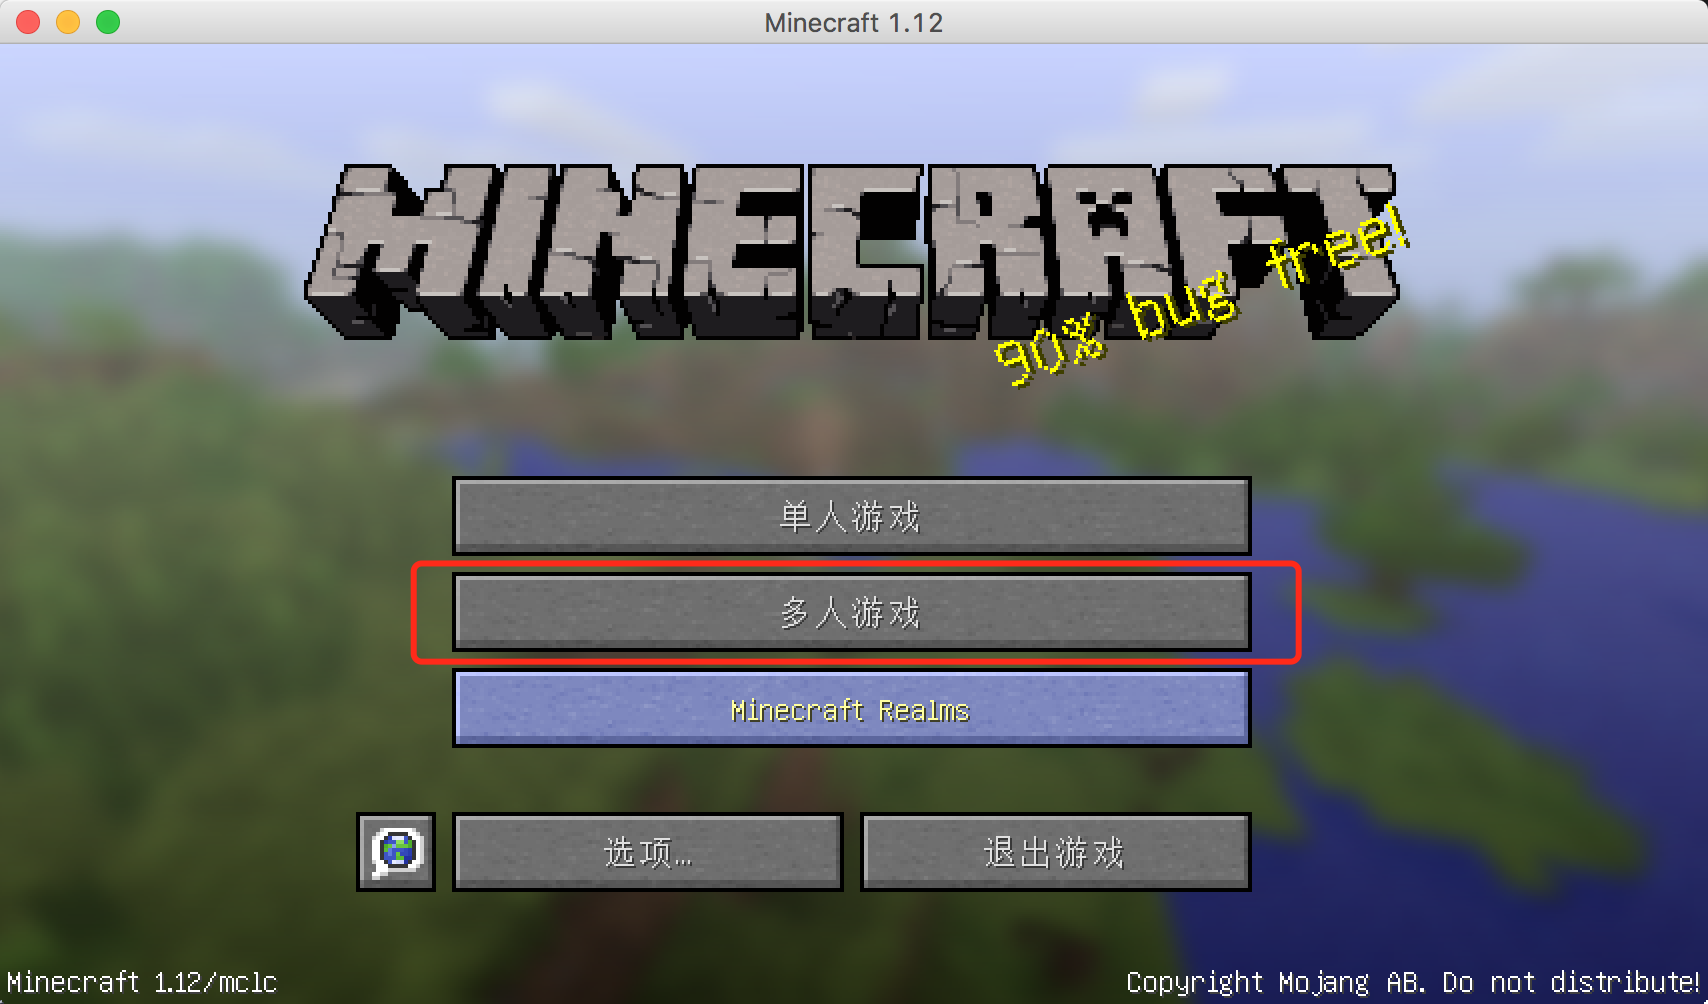 Minecraft 1.12
MINECRAFT
90% bug free!
单人游戏
多人游戏
Minecraft Realms
选项...
退出游戏
Minecraft 1.12/mclc
Copyright Mojang AB. Do not distribute!